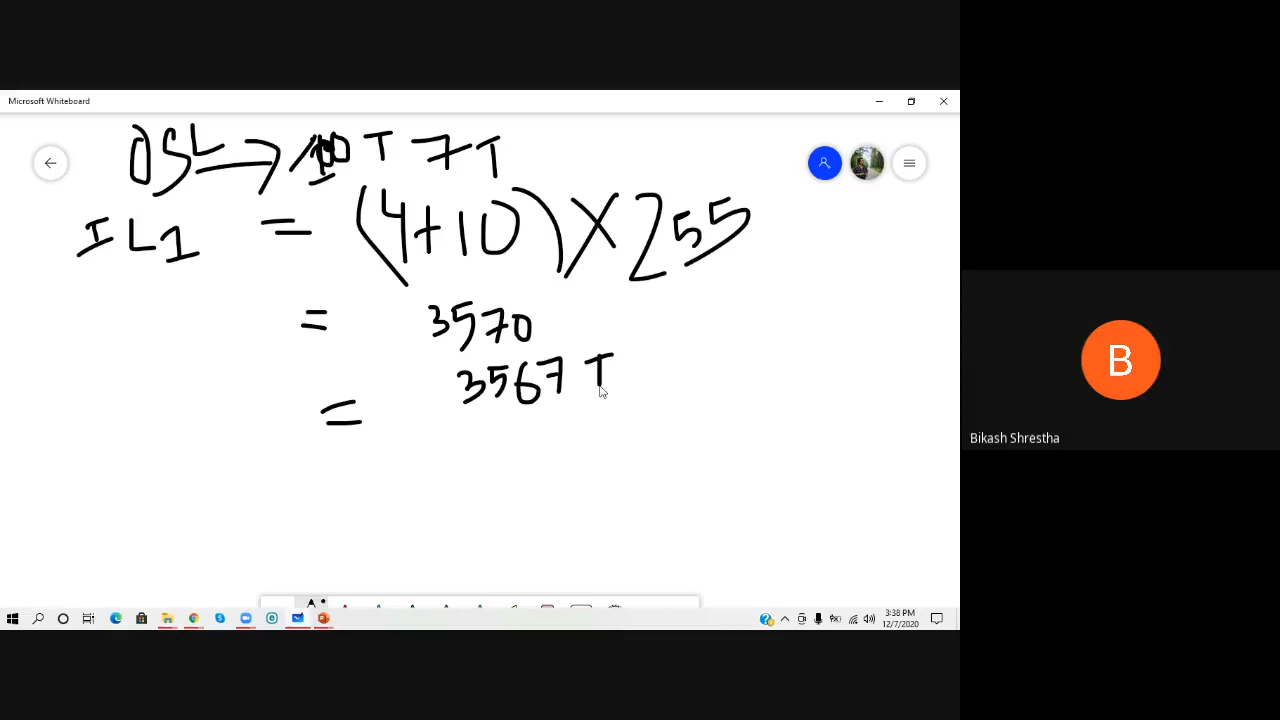 Microsoft Whiteboard
OSL → T 7T
IL1 = (4+10) X 255
= 3570
= 3567 T
B
Bikash Shrestha
3:38 PM
12/7/2020